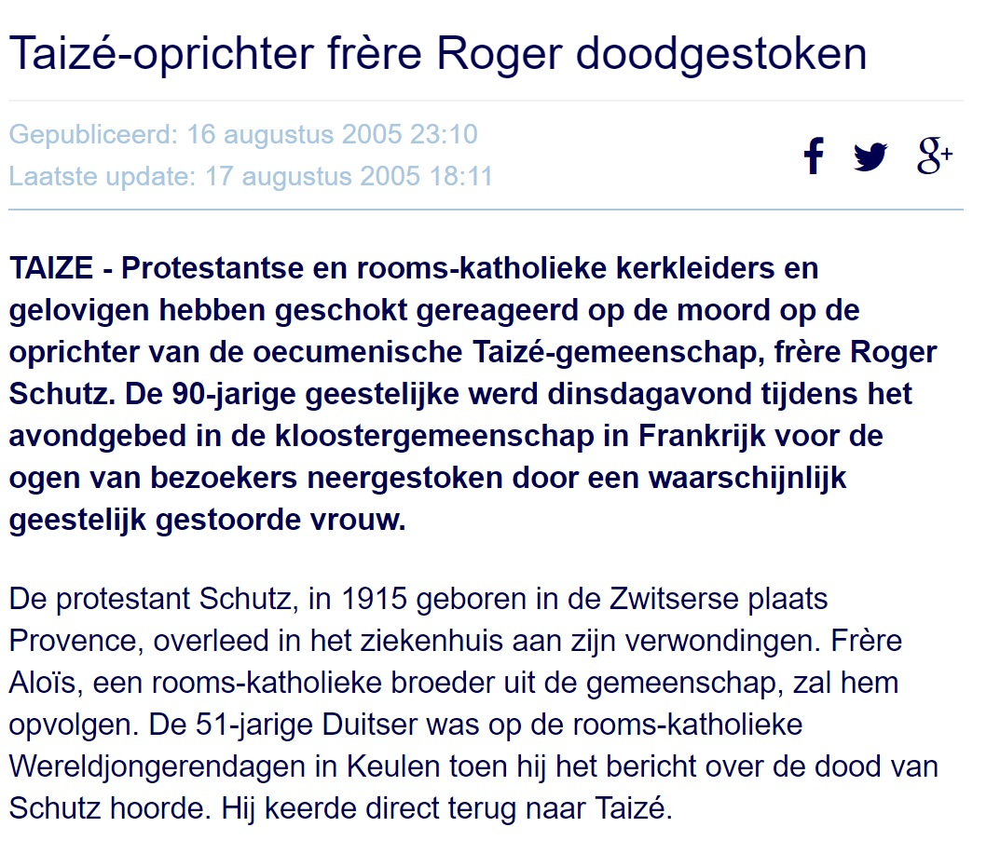 Taizé-oprichter frère Roger doodgestoken
Gepubliceerd: 16 augustus 2005 23:10
Laatste update: 17 augustus 2005 18:11
f g+
TAIZE - Protestantse en rooms-katholieke kerkleiders en
gelovigen hebben geschokt gereageerd op de moord op de
oprichter van de oecumenische Taizé-gemeenschap, frère Roger
Schutz. De 90-jarige geestelijke werd dinsdagavond tijdens het
avondgebed in de kloostergemeenschap in Frankrijk voor de
ogen van bezoekers neergestoken door een waarschijnlijk
geestelijk gestoorde vrouw.
De protestant Schutz, in 1915 geboren in de Zwitserse plaats
Provence, overleed in het ziekenhuis aan zijn verwondingen. Frère
Aloïs, een rooms-katholieke broeder uit de gemeenschap, zal hem
opvolgen. De 51-jarige Duitser was op de rooms-katholieke
Wereldjongerendagen in Keulen toen hij het bericht over de dood van
Schutz hoorde. Hij keerde direct terug naar Taizé.